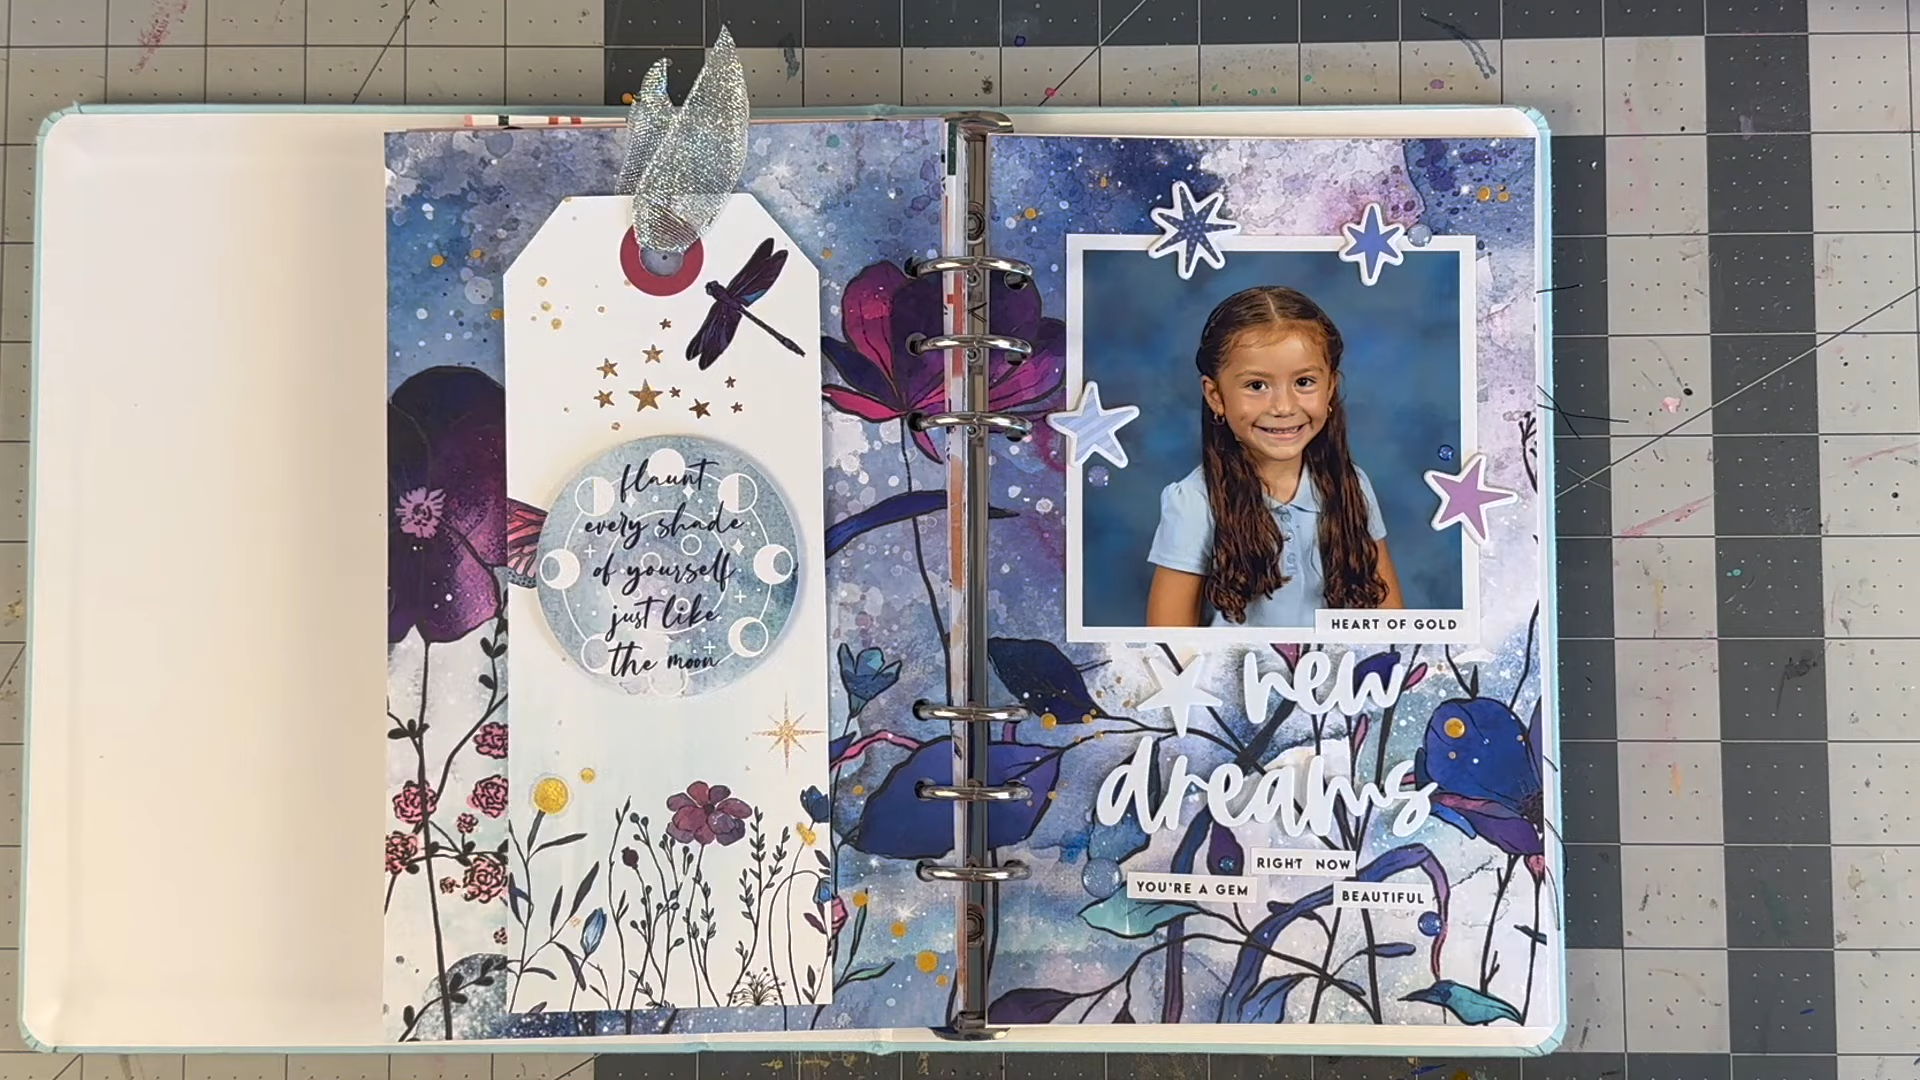 flaunt
every shade
of yourself
just like
the moon
HEART OF GOLD
new
dreams
RIGHT NOW
YOU'RE A GEM
BEAUTIFUL